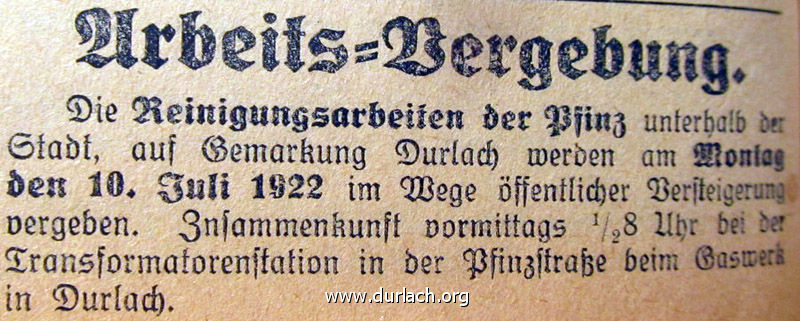 Arbeits=Vergebung.
Die Reinigungsarbeiten der Pfinz unterhalb der
Stadt, auf Gemarkung Durlach werden am Montag
den 10. Juli 1922 im Wege öffentlicher Versteigerung
vergeben. Znsammenkunft vormittags ½8 Uhr bei der
Transformatorenstation in der Pfinzstraße beim Gaswerk
in Durlach.
www.durlach.org